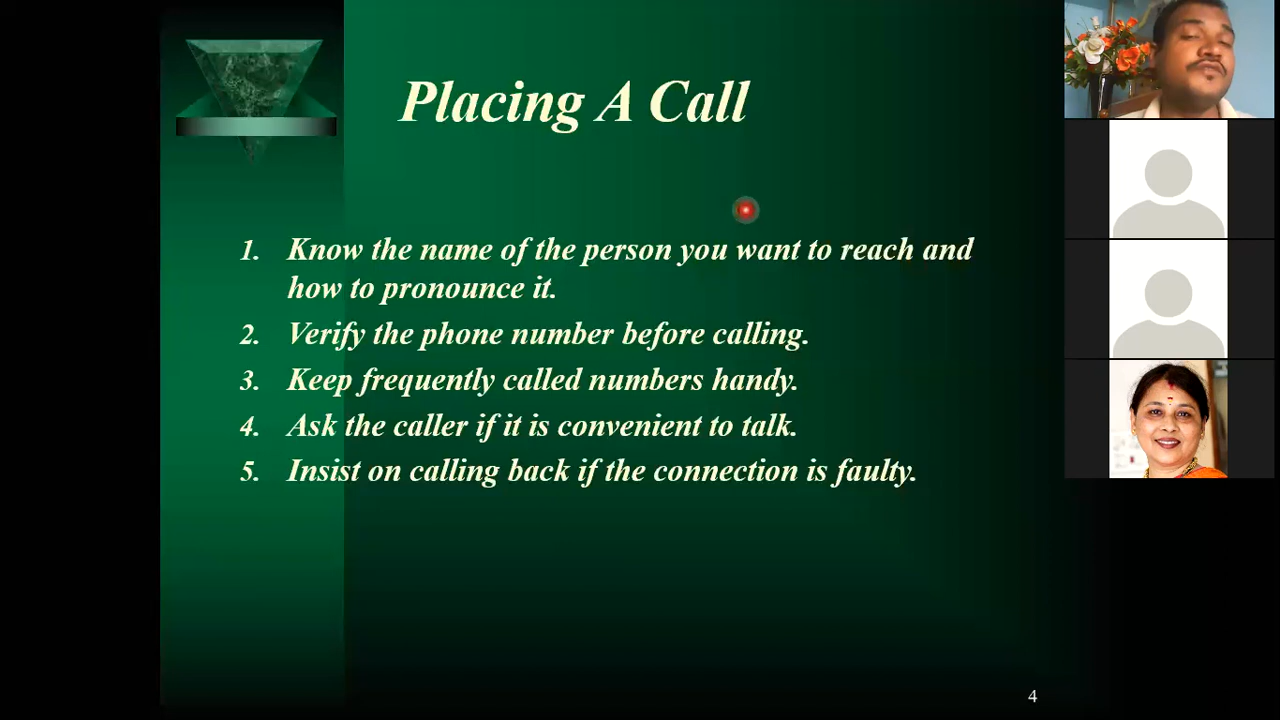 Placing A Call
1. Know the name of the person you want to reach and
how to pronounce it.
2. Verify the phone number before calling.
3. Keep frequently called numbers handy.
4. Ask the caller if it is convenient to talk.
5. Insist on calling back if the connection is faulty.
4